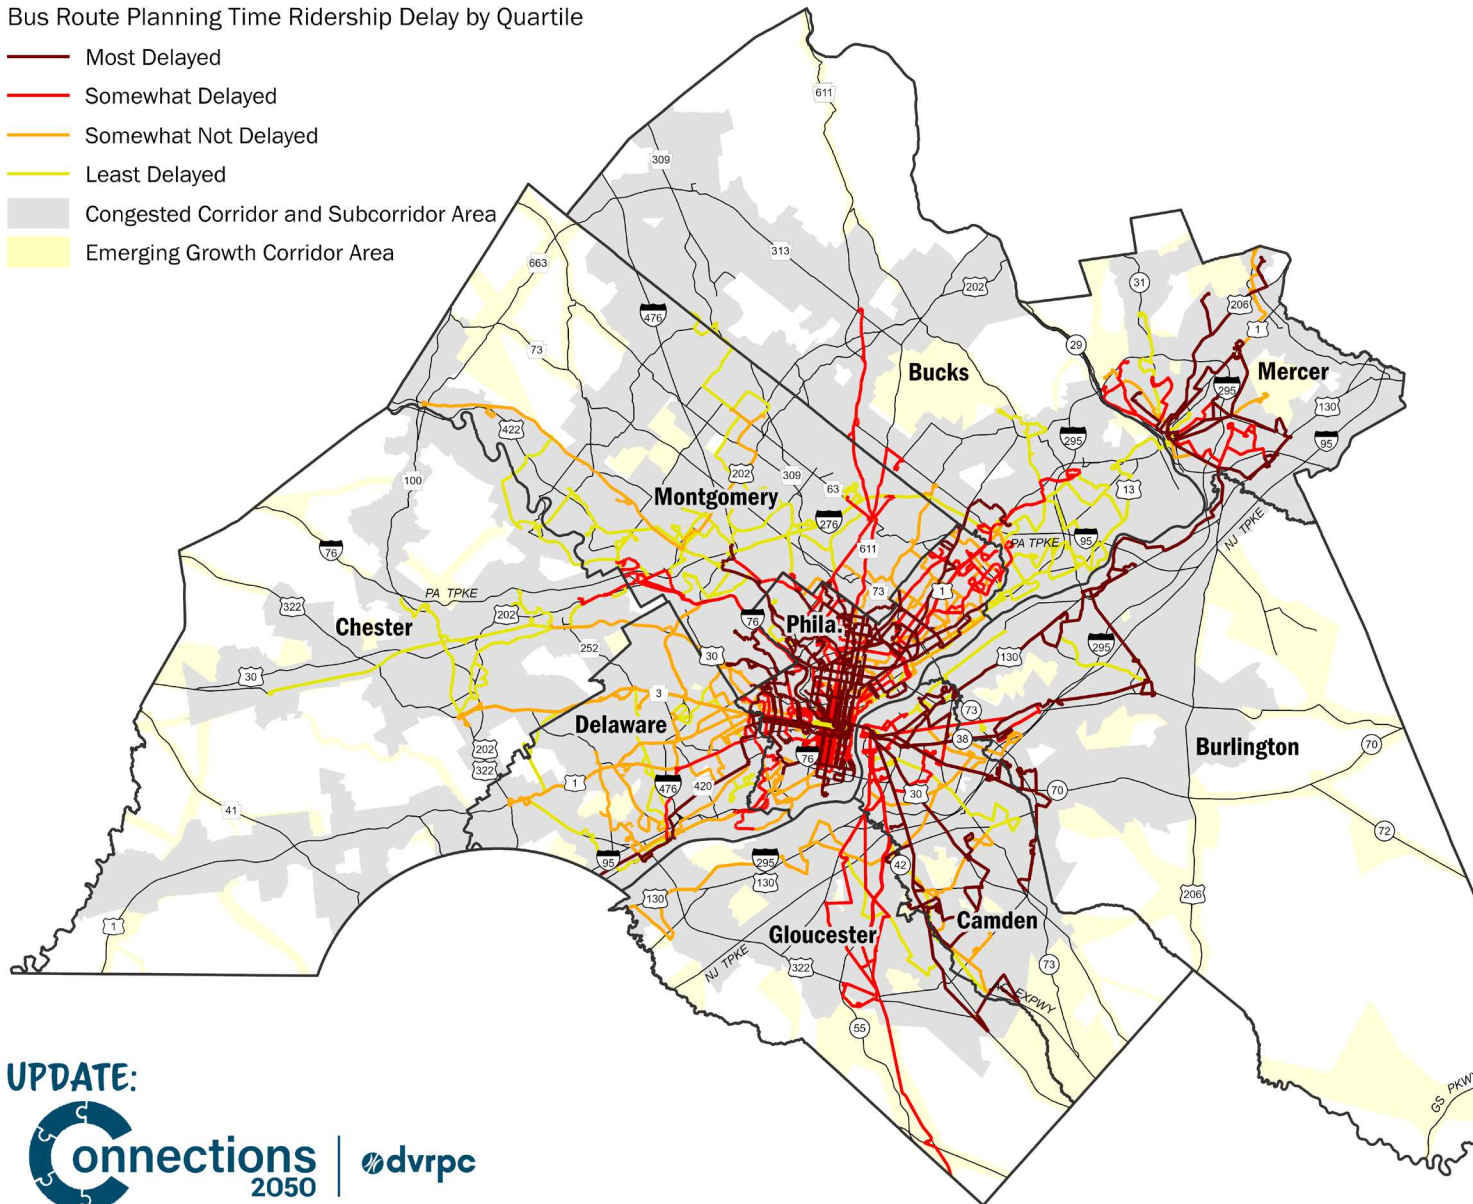 Bus Route Planning Time Ridership Delay by Quartile
Most Delayed
Somewhat Delayed
Somewhat Not Delayed
Least Delayed
Congested Corridor and Subcorridor Area
Emerging Growth Corridor Area
611
309
313
663
202
476
31
206
1
73
29
Bucks
Mercer
295
130
422
295
95
100
202
309
63
13
Montgomery
276
76
611
PA TPKE
95
NJ TPKE
322
PA TPKE
202
73
1
Chester
76
Phila.
252
30
130
295
30
3
Delaware
73
38
202
322
76
Burlington
70
1
476
420
30
70
41
72
95
295
130
42
130
206
1
Gloucester
Camden
NJ TPKE
322
73
AC EXPWY
55
UPDATE:
GS PKWY
Connections
2050
dvrpc